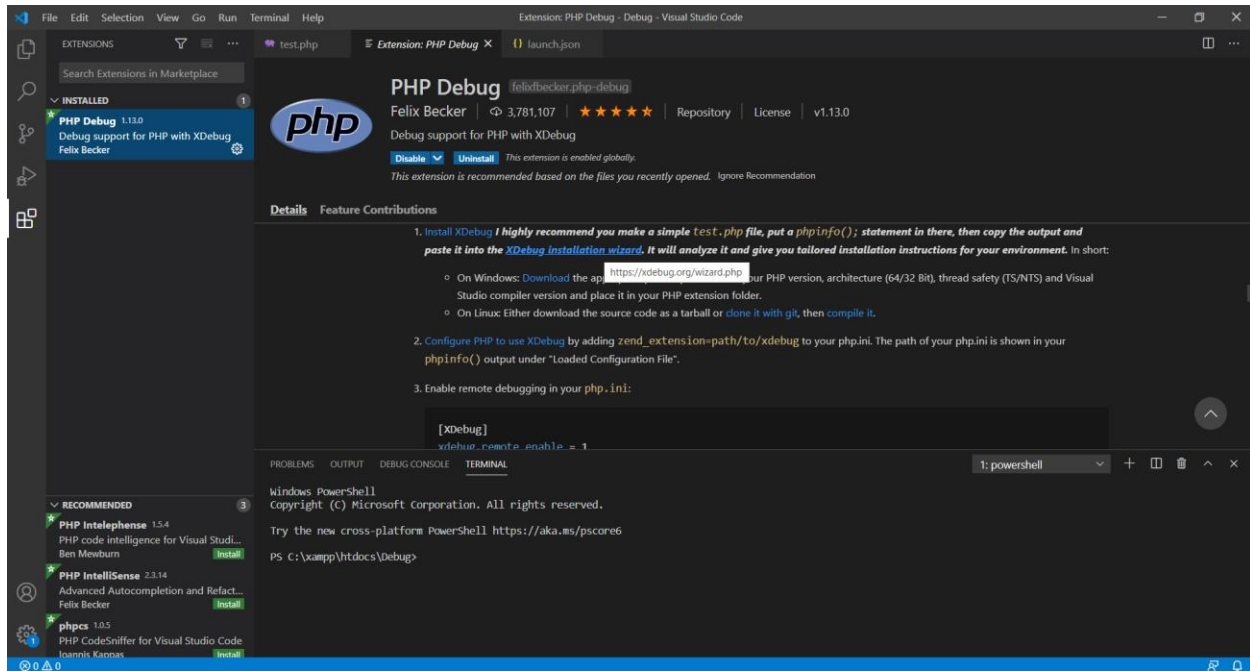 File Edit Selection View Go Run Terminal Help
Extension: PHP Debug - Debug - Visual Studio Code
EXTENSIONS
test.php
Extension: PHP Debug
launch.json
Search Extensions in Marketplace
INSTALLED 1
PHP Debug 1.13.0
Debug support for PHP with XDebug
Felix Becker
php
PHP Debug felixfbecker.php-debug
Felix Becker 3,781,107 Repository License v1.13.0
Debug support for PHP with XDebug
Disable Uninstall This extension is enabled globally.
This extension is recommended based on the files you recently opened. Ignore Recommendation
Details Feature Contributions
1. Install XDebug I highly recommend you make a simple test.php file, put a phpinfo(); statement in there, then copy the output and
paste it into the XDebug installation wizard. It will analyze it and give you tailored installation instructions for your environment. In short:
https://xdebug.org/wizard.php
On Windows: Download the ur PHP version, architecture (64/32 Bit), thread safety (TS/NTS) and Visual
Studio compiler version and place it in your PHP extension folder.
On Linux: Either download the source code as a tarball or clone it with git, then compile it.
2. Configure PHP to use XDebug by adding zend_extension=path/to/xdebug to your php.ini. The path of your php.ini is shown in your
phpinfo() output under "Loaded Configuration File".
3. Enable remote debugging in your php.ini:
[XDebug]
xdebug.remote_enable = 1
PROBLEMS OUTPUT DEBUG CONSOLE TERMINAL
1: powershell
Windows PowerShell
Copyright (C) Microsoft Corporation. All rights reserved.
Try the new cross-platform PowerShell https://aka.ms/pscore6
PS C:\xampp\htdocs\Debug>
RECOMMENDED 3
PHP Intelephense 1.5.4
PHP code intelligence for Visual Studi...
Ben Mewburn Install
PHP IntelliSense 2.3.14
Advanced Autocompletion and Refact...
Felix Becker Install
phpcs 1.0.5
PHP CodeSniffer for Visual Studio Code
Ioannis Kappas Install
1
0 0